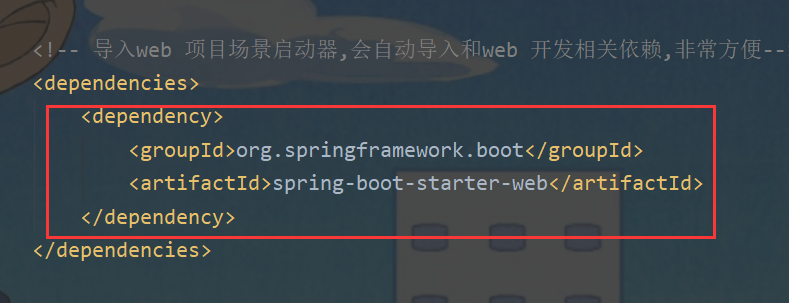 <!-- 导入web 项目场景启动器,会自动导入和web 开发相关依赖,非常方便--
<dependencies>
<dependency>
<groupId>org.springframework.boot</groupId>
<artifactId>spring-boot-starter-web</artifactId>
</dependency>
</dependencies>